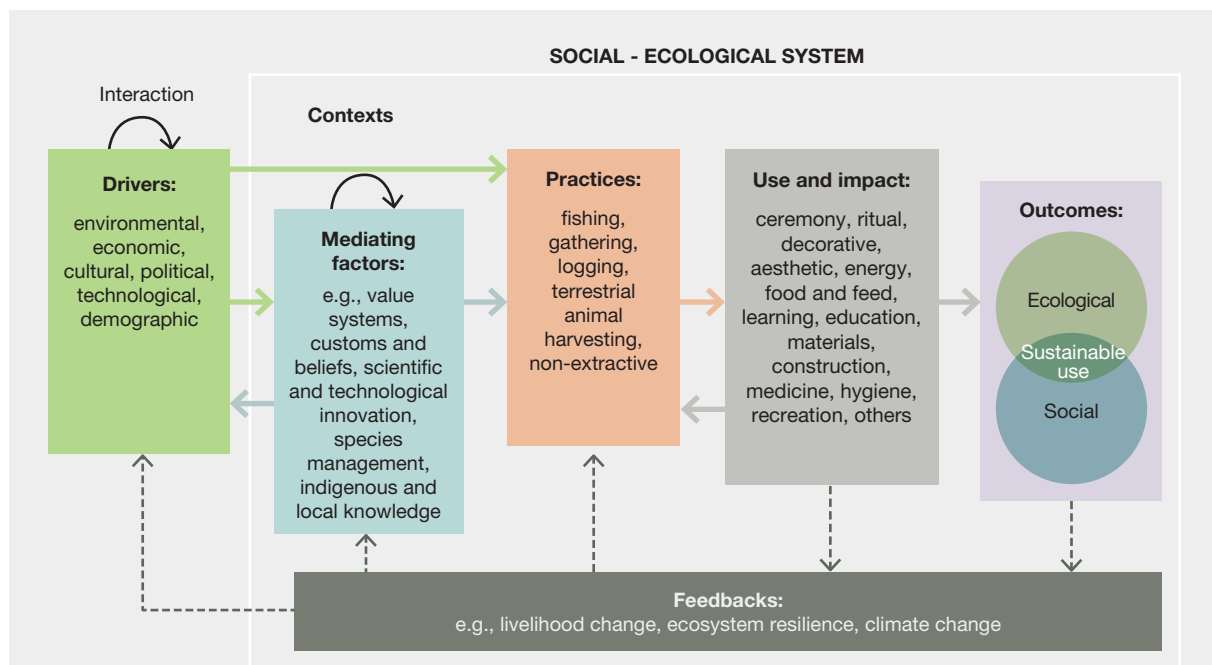 SOCIAL - ECOLOGICAL SYSTEM
Interaction
Contexts
Drivers:
environmental,
economic,
cultural, political,
technological,
demographic
Mediating
factors:
e.g., value
systems,
customs and
beliefs, scientific
and technological
innovation,
species
management,
indigenous and
local knowledge
Practices:
fishing,
gathering,
logging,
terrestrial
animal
harvesting,
non-extractive
Use and impact:
ceremony, ritual,
decorative,
aesthetic, energy,
food and feed,
learning, education,
materials,
construction,
medicine, hygiene,
recreation, others
Outcomes:
Ecological
Sustainable
use
Social
Feedbacks:
e.g., livelihood change, ecosystem resilience, climate change